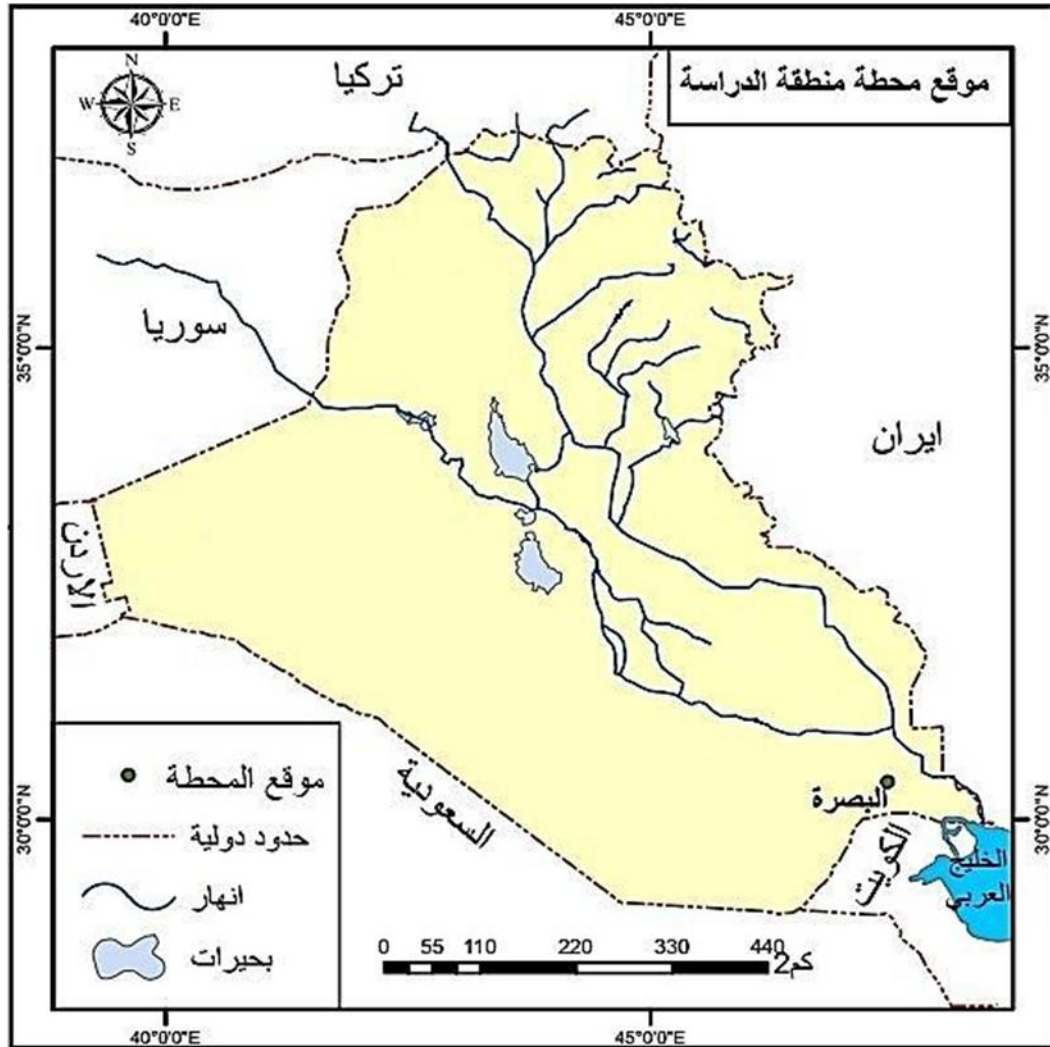 40°0'0"E
45°0'0"E
موقع محطة منطقة الدراسة
N
W
E
S
تركيا
سوريا
35°0'0"N
35°0'0"N
ايران
الاردن
السعودية
البصرة
30°0'0"N
30°0'0"N
الكويت
الخليج
العربي
موقع المحطة
حدود دولية
انهار
بحيرات
0 55 110 220 330 440
كم2
40°0'0"E
45°0'0"E